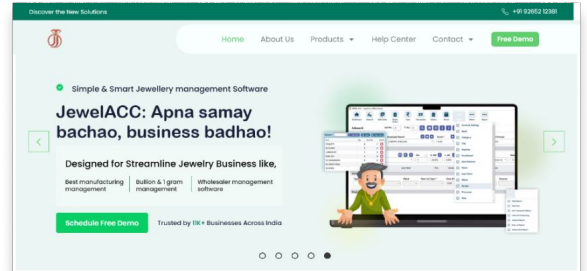 Discover the New Solutions
+91 92652 12381
Home About Us Products Help Center Contact Free Demo
Simple & Smart Jewellery management Software
JewelACC: Apna samay
bachao, business badhao!
Designed for Streamline Jewelry Business like,
Best manufacturing management
Bullion & 1 gram management
Wholesaler management software
Schedule Free Demo
Trusted by 11K+ Businesses Across India